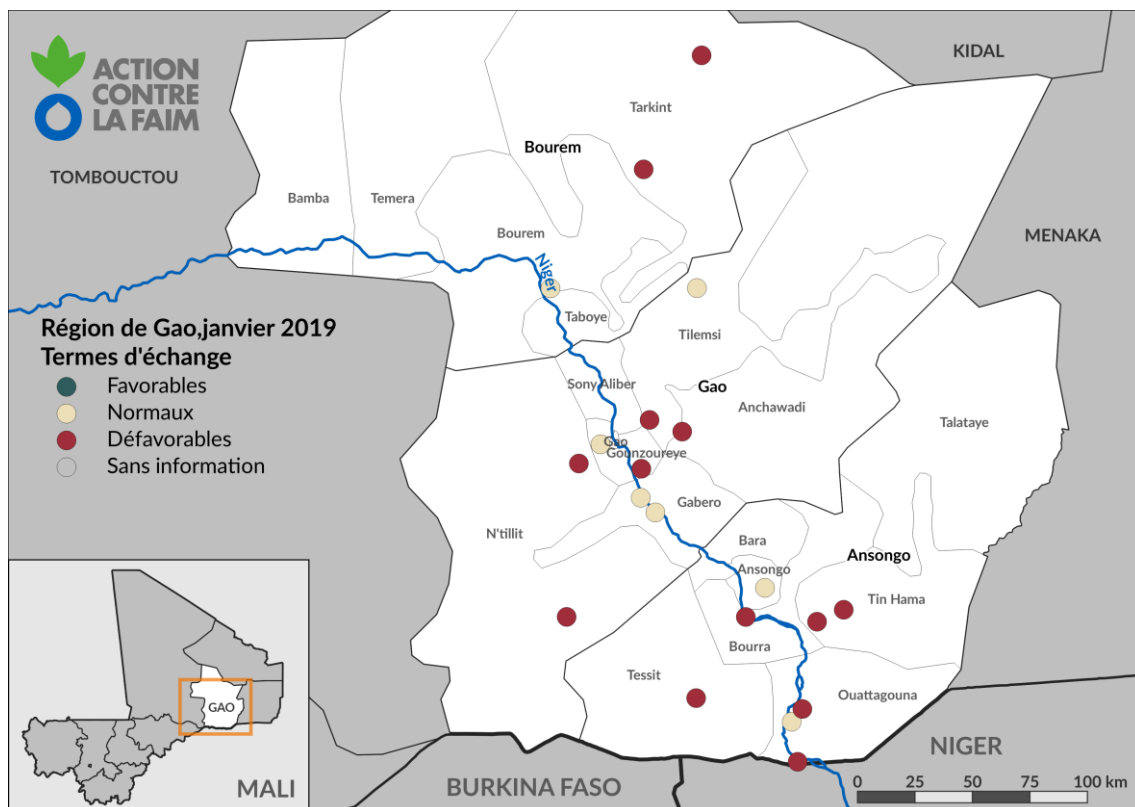 ACTION
CONTRE
LA FAIM
KIDAL
Tarkint
Bourem
TOMBOUCTOU
Bamba
Temera
Bourem
MENAKA
Niger
Région de Gao,janvier 2019
Termes d'échange
Favorables
Normaux
Défavorables
Sans information
Taboye
Tilemsi
Sony Aliber
Gao
Anchawadi
Talataye
Gao
Gounzoureye
Gabero
N'tillit
Bara
Ansongo
Ansongo
Tin Hama
Bourra
Tessit
Ouattagouna
GAO
MALI
BURKINA FASO
NIGER
0 25 50 75 100 km